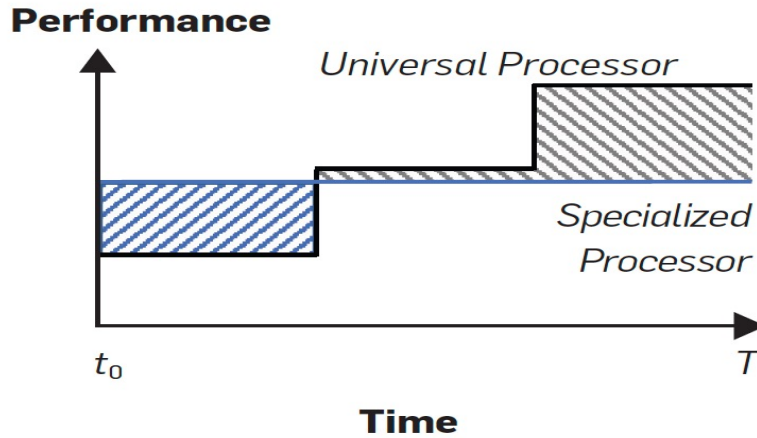 Performance
Universal Processor
Specialized
Processor
t₀
T
Time